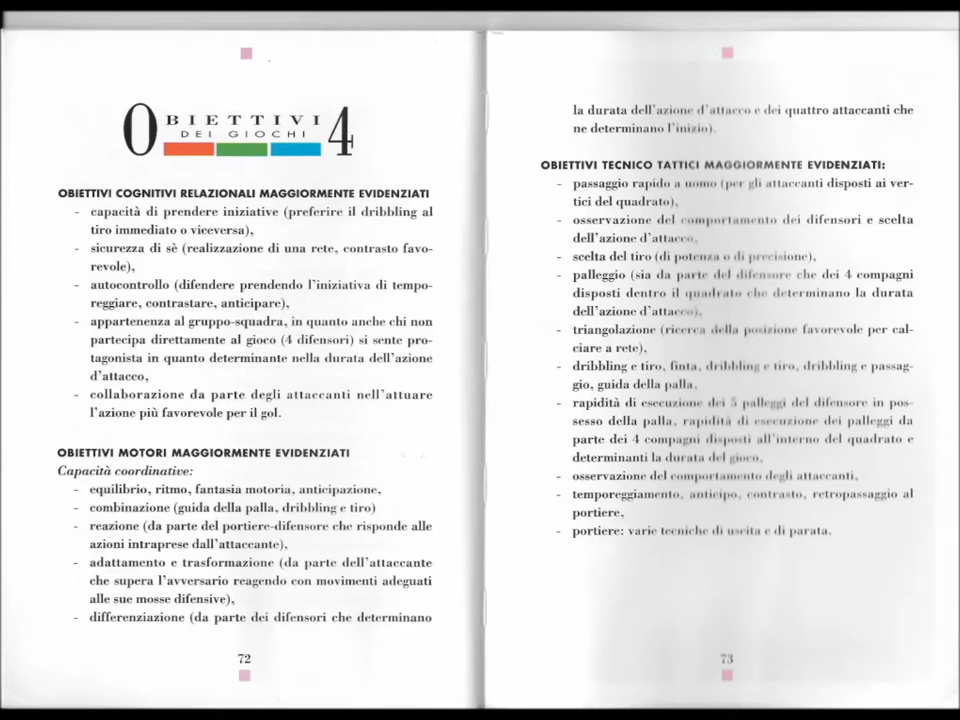 OBIETTIVI 4
DEI GIOCHI
OBIETTIVI COGNITIVI RELAZIONALI MAGGIORMENTE EVIDENZIATI
- capacità di prendere iniziative (preferire il dribbling al
tiro immediato o viceversa),
- sicurezza di sè (realizzazione di una rete, contrasto favo-
revole),
- autocontrollo (difendere prendendo l'iniziativa di tempo-
reggiare, contrastare, anticipare),
- appartenenza al gruppo-squadra, in quanto anche chi non
partecipa direttamente al gioco (4 difensori) si sente pro-
tagonista in quanto determinante nella durata dell'azione
d'attacco,
- collaborazione da parte degli attaccanti nell'attuare
l'azione più favorevole per il gol.
OBIETTIVI MOTORI MAGGIORMENTE EVIDENZIATI
Capacità coordinative:
- equilibrio, ritmo, fantasia motoria, anticipazione,
- combinazione (guida della palla, dribbling e tiro)
- reazione (da parte del portiere-difensore che risponde alle
azioni intraprese dall'attaccante),
- adattamento e trasformazione (da parte dell'attaccante
che supera l'avversario reagendo con movimenti adeguati
alle sue mosse difensive),
- differenziazione (da parte dei difensori che determinano
72
la durata dell'azione d'attacco e dei quattro attaccanti che
ne determinano l'inizio).
OBIETTIVI TECNICO TATTICI MAGGIORMENTE EVIDENZIATI:
- passaggio rapido a uomo (per gli attaccanti disposti ai ver-
tici del quadrato),
- osservazione del comportamento dei difensori e scelta
dell'azione d'attacco,
- scelta del tiro (di potenza o di precisione),
- palleggio (sia da parte del difensore che dei 4 compagni
disposti dentro il quadrato che determinano la durata
dell'azione d'attacco),
- triangolazione (ricerca della posizione favorevole per cal-
ciare a rete),
- dribbling e tiro, finta, dribbling e tiro, dribbling e passag-
gio, guida della palla,
- rapidità di esecuzione dei 5 palleggi del difensore in pos-
sesso della palla, rapidità di esecuzione dei palleggi da
parte dei 4 compagni disposti all'interno del quadrato e
determinanti la durata del gioco,
- osservazione del comportamento degli attaccanti,
- temporeggiamento, anticipo, contrasto, retropassaggio al
portiere,
- portiere: varie tecniche di uscita e di parata.
73